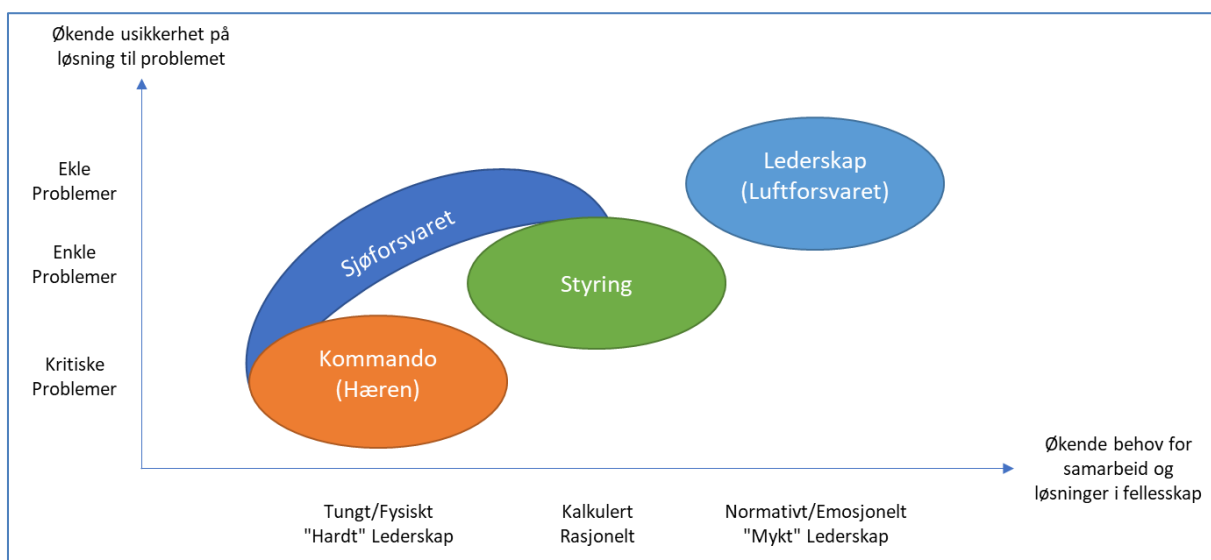 Økende usikkerhet på
løsning til problemet
Ekle
Problemer
Enkle
Problemer
Kritiske
Problemer
Lederskap
(Luftforsvaret)
Sjøforsvaret
Styring
Kommando
(Hæren)
Økende behov for
samarbeid og
løsninger i fellesskap
Tungt/Fysiskt
"Hardt" Lederskap
Kalkulert
Rasjonelt
Normativt/Emosjonelt
"Mykt" Lederskap